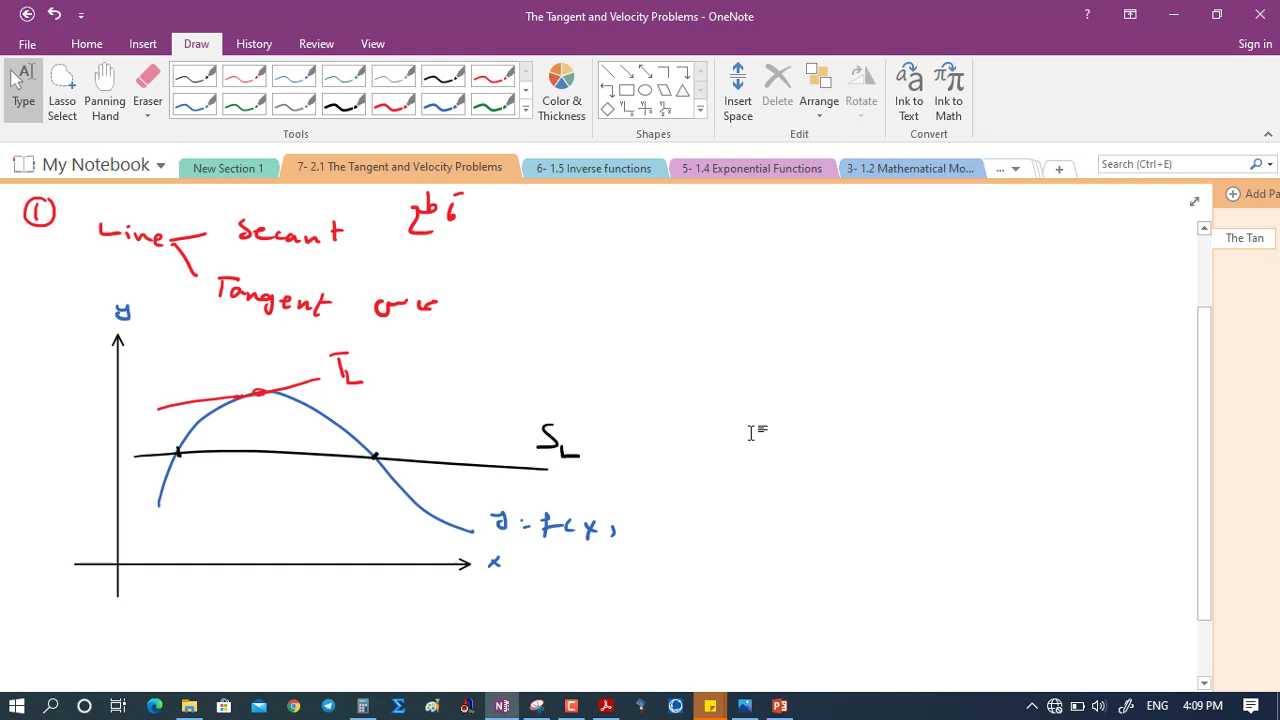 The Tangent and Velocity Problems - OneNote
File Home Insert Draw History Review View Sign in
Type Lasso Select Panning Hand Eraser Color & Thickness Insert Space Delete Arrange Rotate Ink to Text Ink to Math
Tools Shapes Edit Convert
My Notebook New Section 1 7- 2.1 The Tangent and Velocity Problems 6- 1.5 Inverse functions 5- 1.4 Exponential Functions 3- 1.2 Mathematical Mo... ... Search (Ctrl+E)
Add Pa
The Tan
① Line Secant قاطع
Tangent مماس
y
TL
SL
y = f(x)
x
ENG 4:09 PM